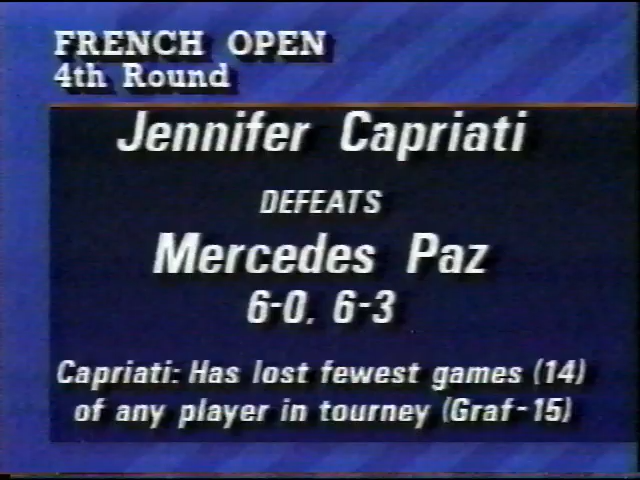 FRENCH OPEN
4th Round
Jennifer Capriati
DEFEATS
Mercedes Paz
6-0, 6-3
Capriati: Has lost fewest games (14)
of any player in tourney (Graf-15)